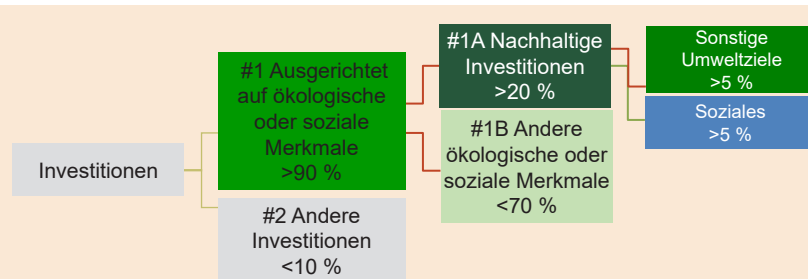 Investitionen
#1 Ausgerichtet
auf ökologische
oder soziale
Merkmale
>90 %
#2 Andere
Investitionen
<10 %
#1A Nachhaltige
Investitionen
>20 %
#1B Andere
ökologische oder
soziale Merkmale
<70 %
Sonstige
Umweltziele
>5 %
Soziales
>5 %